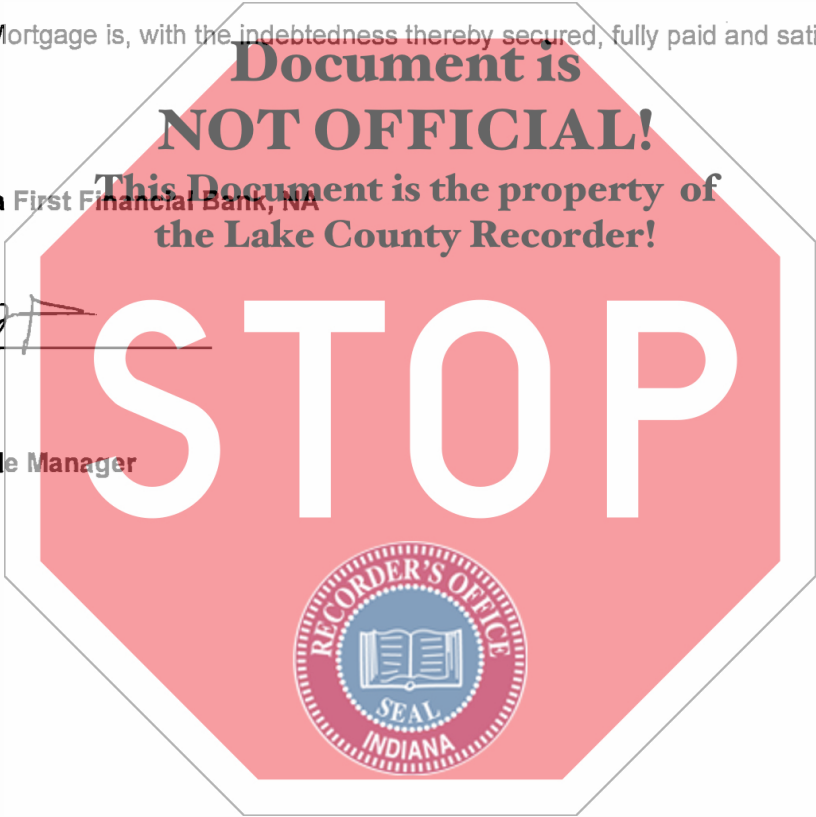 ortgage is, with the indebtedness thereby secured, fully paid and sati
Document is
NOT OFFICIAL!
This Document is the property of
First Financial Bank, NA
the Lake County Recorder!
STOP
Manager
RECORDER'S OFFICE
SEAL
INDIANA